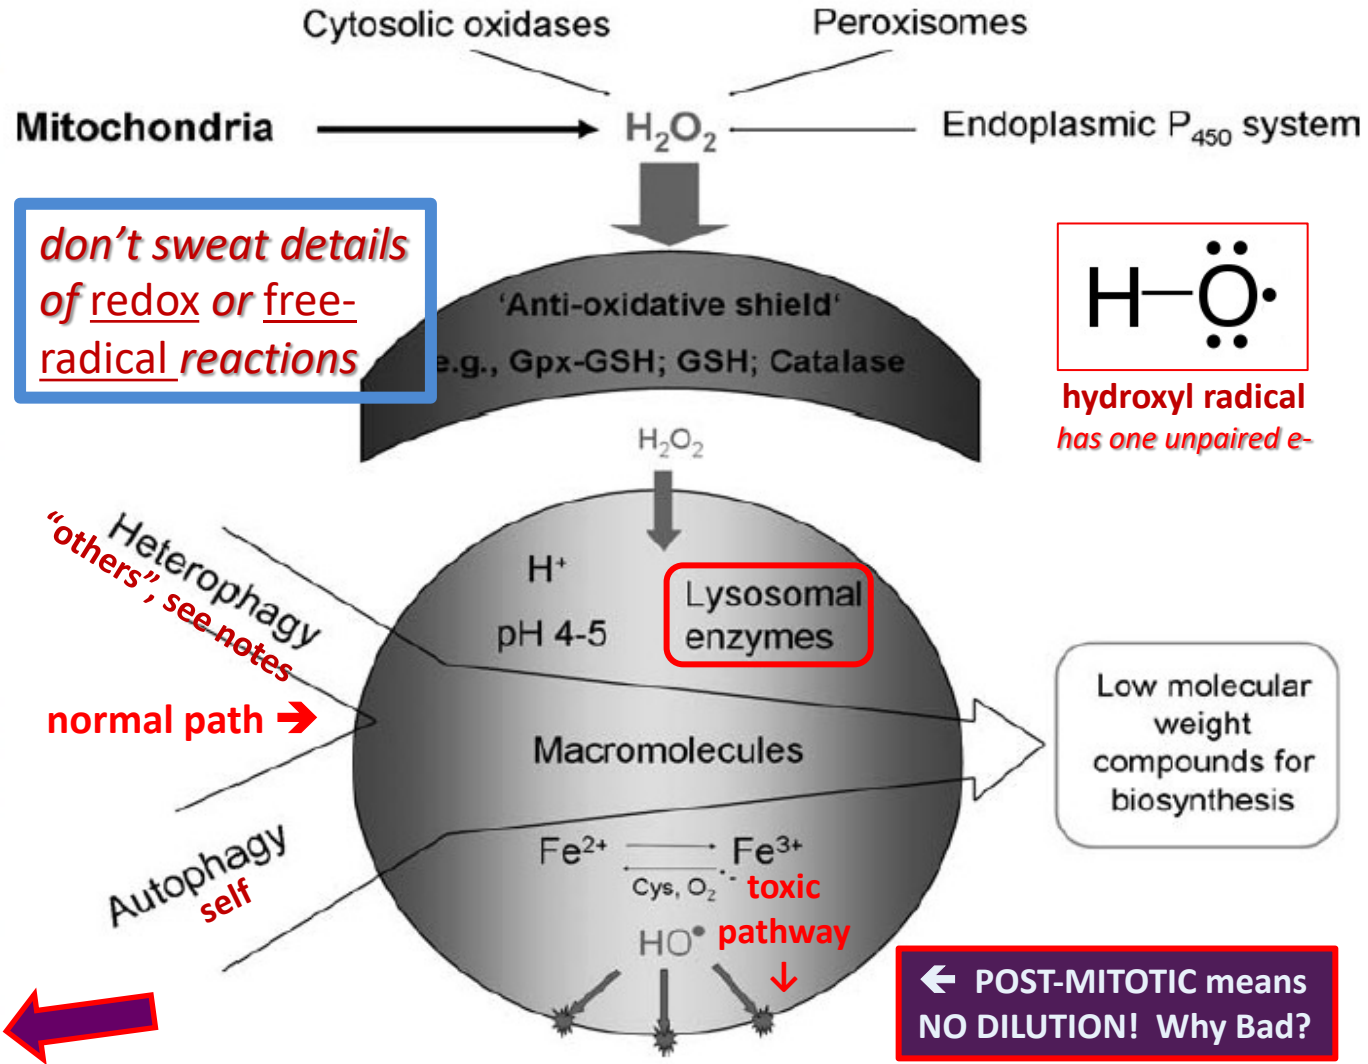 Cytosolic oxidases
Peroxisomes
Mitochondria
H₂O₂
Endoplasmic P₄₅₀ system
don't sweat details
of redox or free-
radical reactions
'Anti-oxidative shield'
e.g., Gpx-GSH; GSH; Catalase
H–O
hydroxyl radical
has one unpaired e-
H₂O₂
Heterophagy
"others", see notes
H⁺
pH 4-5
Lysosomal
enzymes
normal path →
Macromolecules
Low molecular
weight
compounds for
biosynthesis
Autophagy
self
Fe²⁺
Fe³⁺
Cys, O₂·⁻
toxic
pathway
↓
HO•
← POST-MITOTIC means
NO DILUTION! Why Bad?